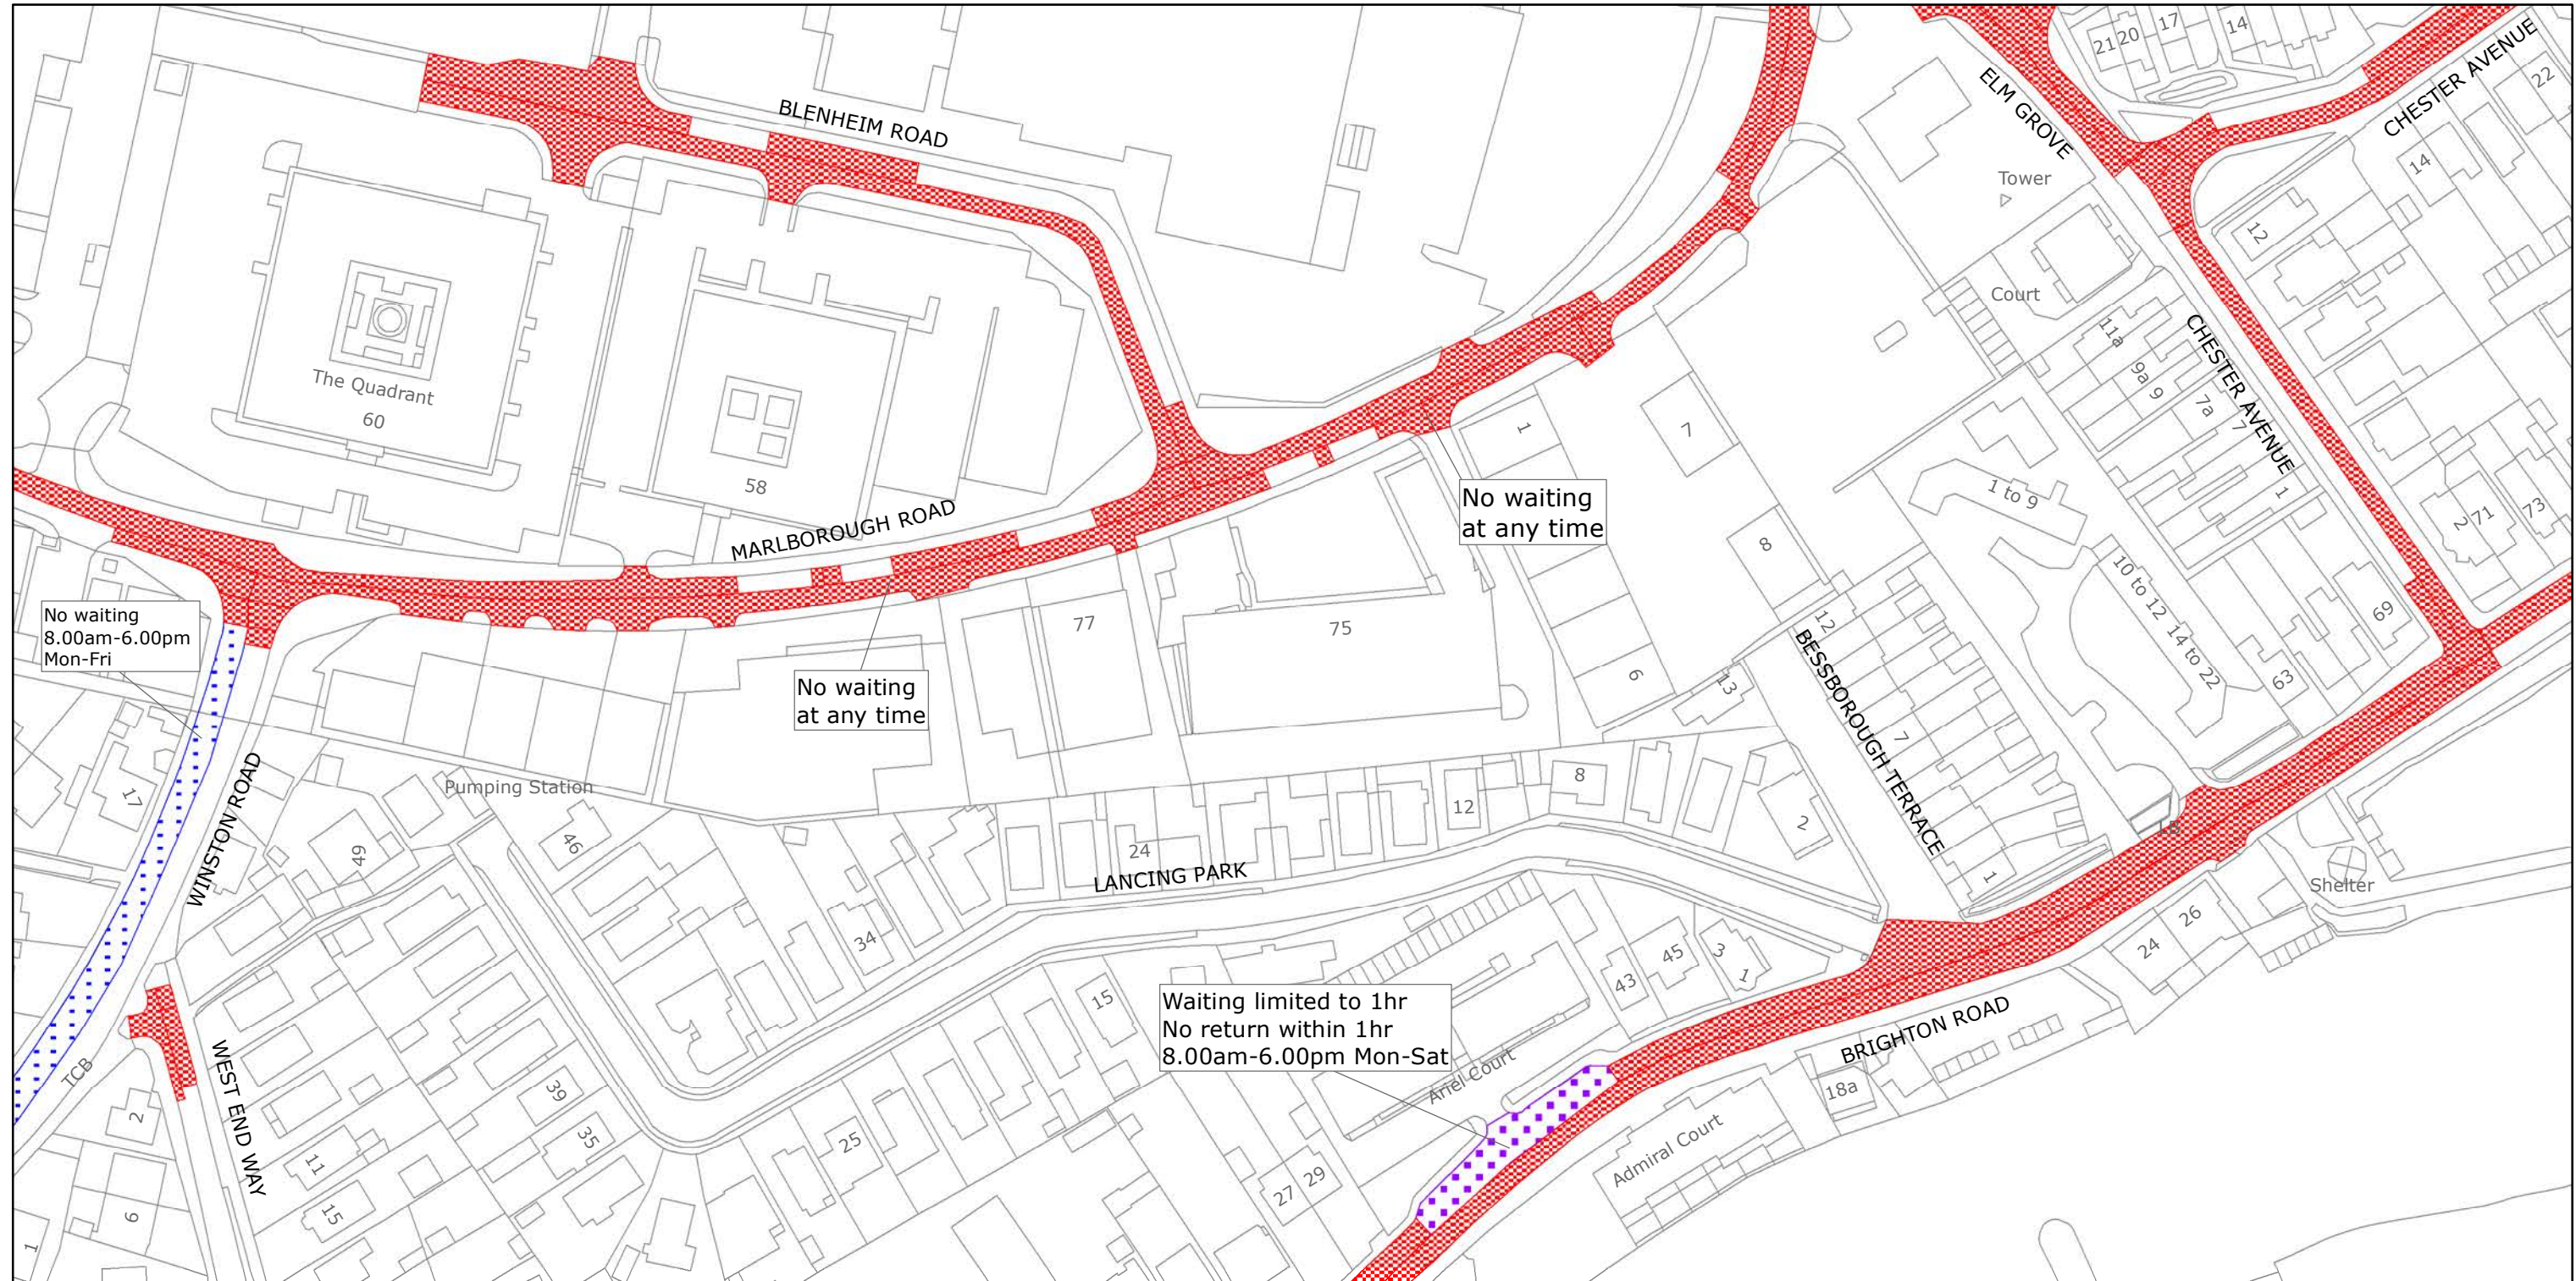 21
20
17
14
CHESTER AVENUE
22
BLENHEIM ROAD
ELM GROVE
14
Tower
12
Court
CHESTER AVENUE
11a
9a
9
7a
7
1
The Quadrant
60
58
MARLBOROUGH ROAD
No waiting
at any time
1
7
8
1 to 9
2
71
73
10 to 12
14 to 22
69
63
No waiting
8.00am-6.00pm
Mon-Fri
77
75
6
13
12
BESSBOROUGH TERRACE
7
1
No waiting
at any time
17
WINSTON ROAD
Pumping Station
49
46
24
12
8
2
LANCING PARK
34
LB
Shelter
26
24
43
45
3
1
15
Waiting limited to 1hr
No return within 1hr
8.00am-6.00pm Mon-Sat
Ariel Court
BRIGHTON ROAD
18a
Admiral Court
TCB
WEST END WAY
2
39
35
25
11
15
27
29
6
1